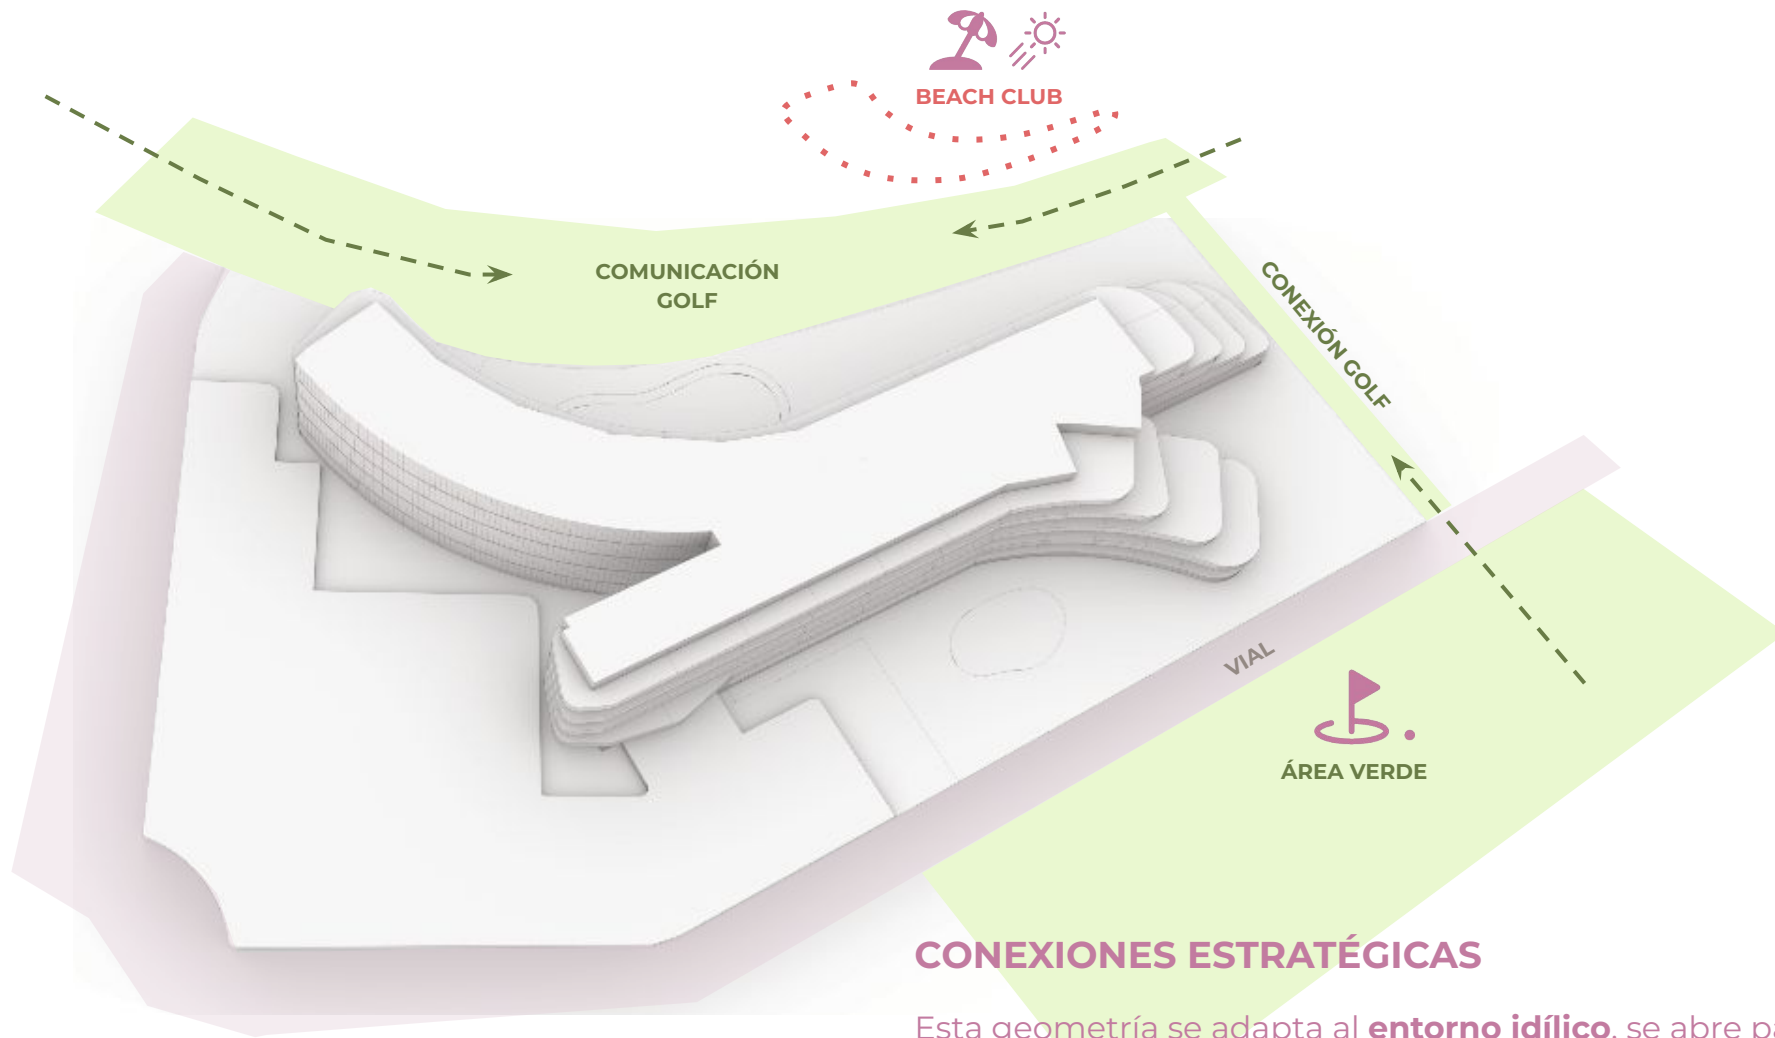 BEACH CLUB
COMUNICACIÓN
GOLF
CONEXIÓN GOLF
VIAL
ÁREA VERDE
CONEXIONES ESTRATÉGICAS
Esta geometría se adapta al entorno idílico, se abre